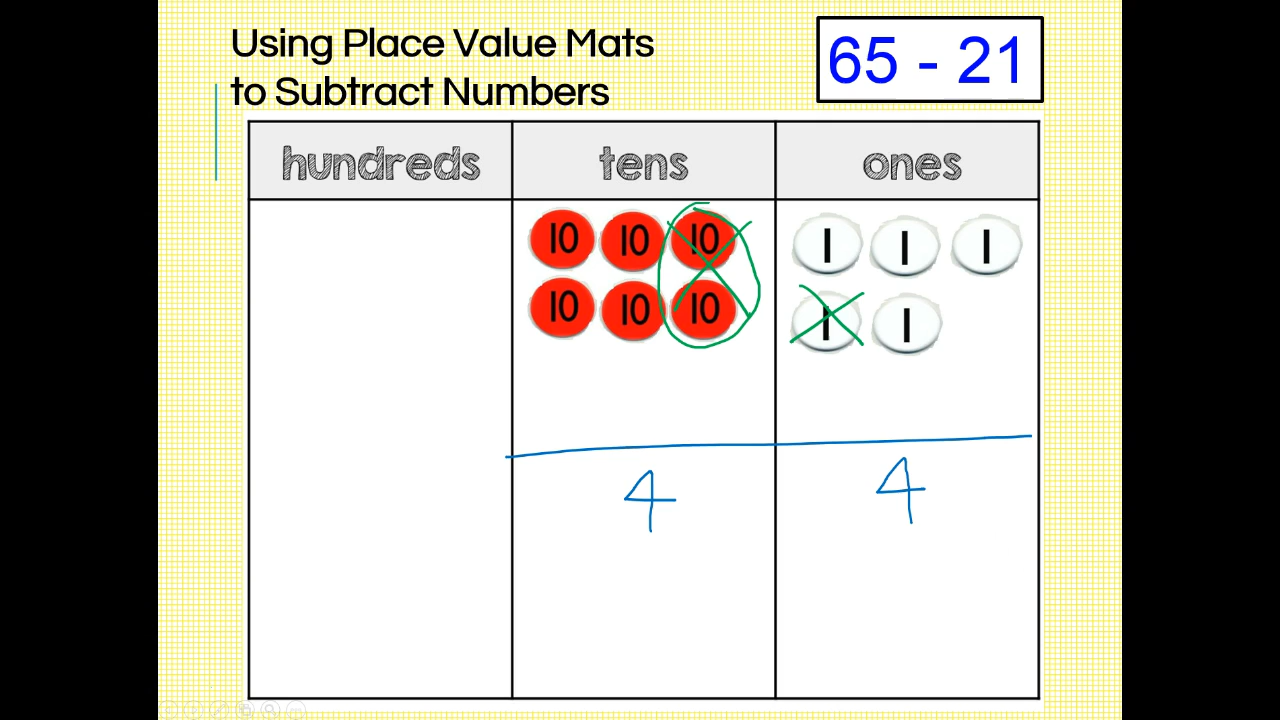 Using Place Value Mats
to Subtract Numbers
65 - 21
hundreds tens ones
10 10 10 1 1 1
10 10 10 1 1
4 4